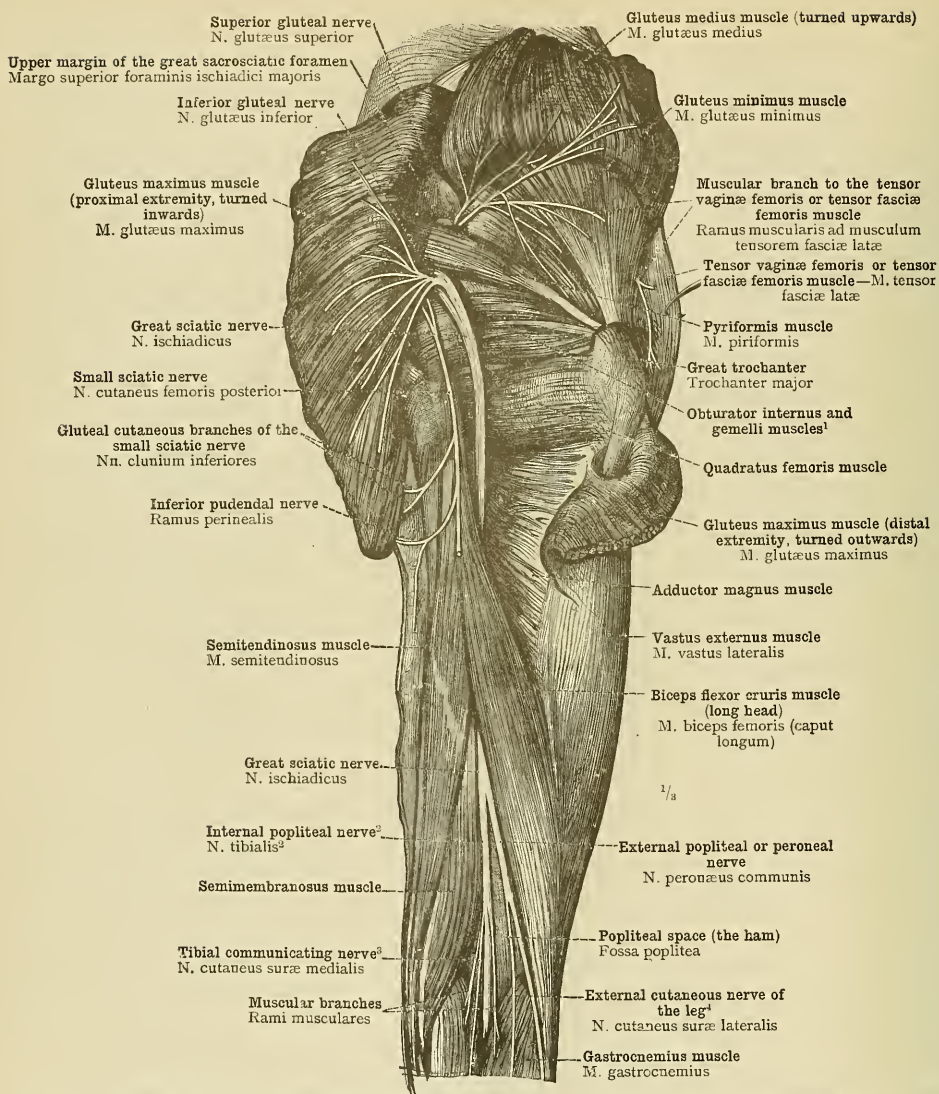 Superior gluteal nerve
N. glutæus superior
Upper margin of the great sacrosciatic foramen
Margo superior foraminis ischiadici majoris
Inferior gluteal nerve
N. glutæus inferior
Gluteus maximus muscle
(proximal extremity, turned
inwards)
M. glutæus maximus
Great sciatic nerve
N. ischiadicus
Small sciatic nerve
N. cutaneus femoris posterior
Gluteal cutaneous branches of the
small sciatic nerve
Nn. clunium inferiores
Inferior pudendal nerve
Ramus perinealis
Semitendinosus muscle
M. semitendinosus
Great sciatic nerve
N. ischiadicus
Internal popliteal nerve²
N. tibialis²
Semimembranosus muscle
Tibial communicating nerve³
N. cutaneus suræ medialis
Muscular branches
Rami musculares
Gluteus medius muscle (turned upwards)
M. glutæus medius
Gluteus minimus muscle
M. glutæus minimus
Muscular branch to the tensor
vaginæ femoris or tensor fasciæ
femoris muscle
Ramus muscularis ad musculum
tensorem fasciæ latæ
Tensor vaginæ femoris or tensor
fasciæ femoris muscle—M. tensor
fasciæ latæ
Pyriformis muscle
M. piriformis
Great trochanter
Trochanter major
Obturator internus and
gemelli muscles¹
Quadratus femoris muscle
Gluteus maximus muscle (distal
extremity, turned outwards)
M. glutæus maximus
Adductor magnus muscle
Vastus externus muscle
M. vastus lateralis
Biceps flexor cruris muscle
(long head)
M. biceps femoris (caput
longum)
1/3
External popliteal or peroneal
nerve
N. peronæus communis
Popliteal space (the ham)
Fossa poplitea
External cutaneous nerve of
the leg⁴
N. cutaneus suræ lateralis
Gastrocnemius muscle
M. gastrocnemius